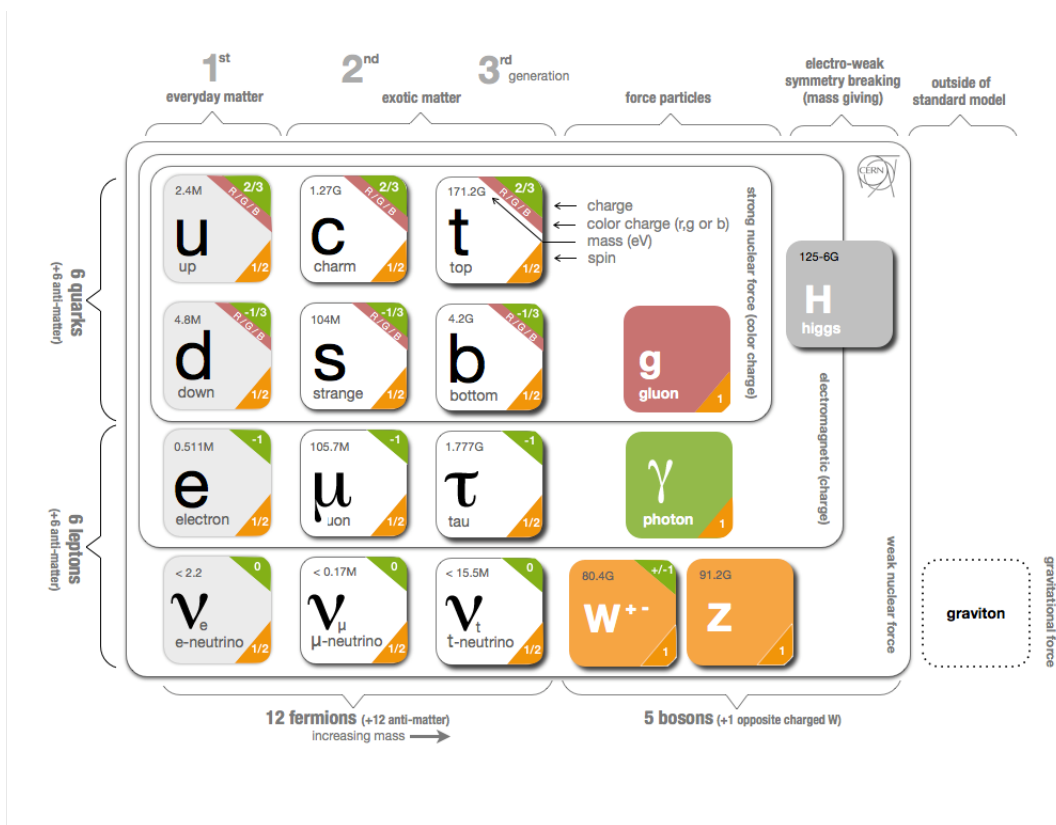 1st
everyday matter
2nd
3rd generation
exotic matter
force particles
electro-weak
symmetry breaking
(mass giving)
outside of
standard model
6 quarks
(+6 anti-matter)
2.4M
2/3
R/G/B
u
up
1/2
1.27G
2/3
R/G/B
c
charm
1/2
171.2G
2/3
R/G/B
t
top
1/2
charge
color charge (r,g or b)
mass (eV)
spin
strong nuclear force (color charge)
CERN
125-6G
H
higgs
4.8M
-1/3
R/G/B
d
down
1/2
104M
-1/3
R/G/B
s
strange
1/2
4.2G
-1/3
R/G/B
b
bottom
1/2
g
gluon
1
electromagnetic (charge)
6 leptons
(+6 anti-matter)
0.511M
-1
e
electron
1/2
105.7M
-1
μ
uon
1/2
1.777G
-1
τ
tau
1/2
γ
photon
1
weak nuclear force
< 2.2
0
νe
e-neutrino
1/2
< 0.17M
0
νμ
μ-neutrino
1/2
< 15.5M
0
νt
t-neutrino
1/2
80.4G
+/-1
W+-
1
91.2G
Z
1
graviton
gravitational force
12 fermions (+12 anti-matter)
increasing mass
5 bosons (+1 opposite charged W)